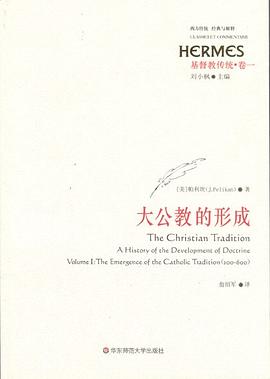 西方传统 经典与解释
CLASSICI ET COMMENTARII
HERMES
基督教传统·卷一
刘小枫●主编
[美]帕利坎(J.Pelikan)●著
大公教的形成
The Christian Tradition
A History of the Development of Doctrine
Volume I:The Emergence of the Catholic Tradition(100-600)
翁绍军●译
华东师范大学出版社